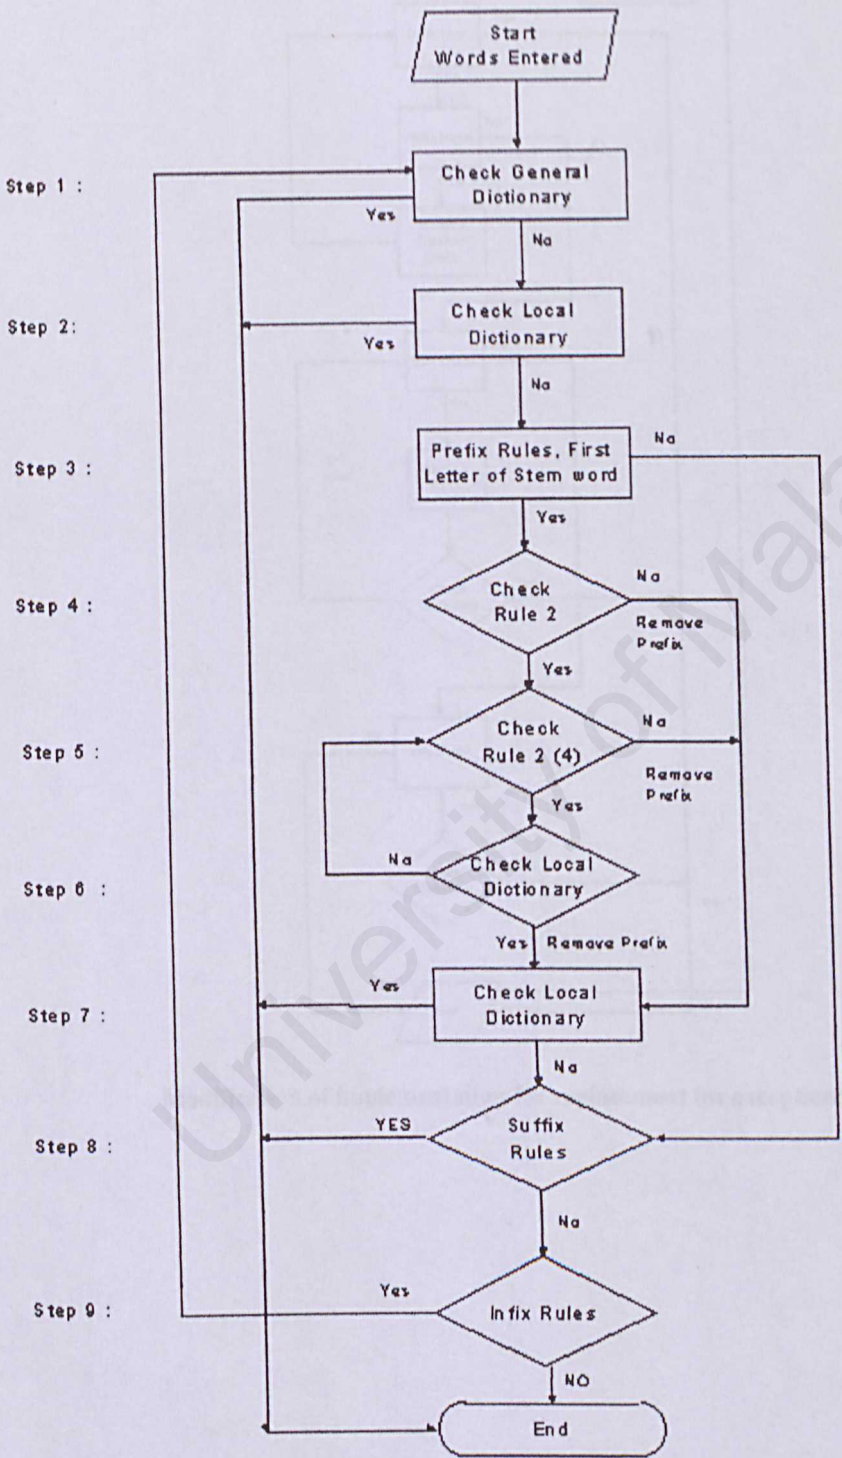 Start
Words Entered
Step 1 :
Check General
Dictionary
Yes
No
Step 2:
Check Local
Dictionary
Yes
No
Step 3 :
Prefix Rules, First
Letter of Stem word
No
Yes
Step 4 :
Check
Rule 2
No
Remove
Prefix
Yes
Step 5 :
Check
Rule 2 (4)
No
Remove
Prefix
Yes
Step 6 :
No
Check Local
Dictionary
Yes Remove Prefix
Step 7 :
Yes
Check Local
Dictionary
No
Step 8 :
YES
Suffix
Rules
No
Step 9 :
Yes
Infix Rules
NO
End
University of Mala